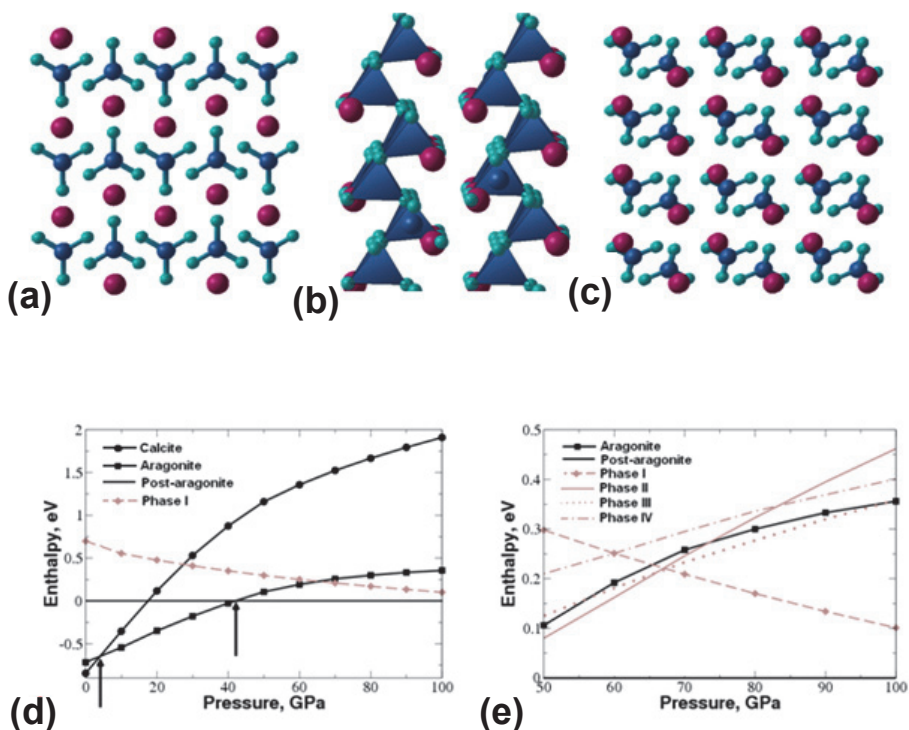 (a)
(b)
(c)
Enthalpy, eV
2
1.5
1
0.5
0
-0.5
Calcite
Aragonite
Post-aragonite
Phase I
0 20 40 60 80 100
Pressure, GPa
(d)
Enthalpy, eV
0.5
0.4
0.3
0.2
0.1
0
Aragonite
Post-aragonite
Phase I
Phase II
Phase III
Phase IV
50 60 70 80 90 100
Pressure, GPa
(e)